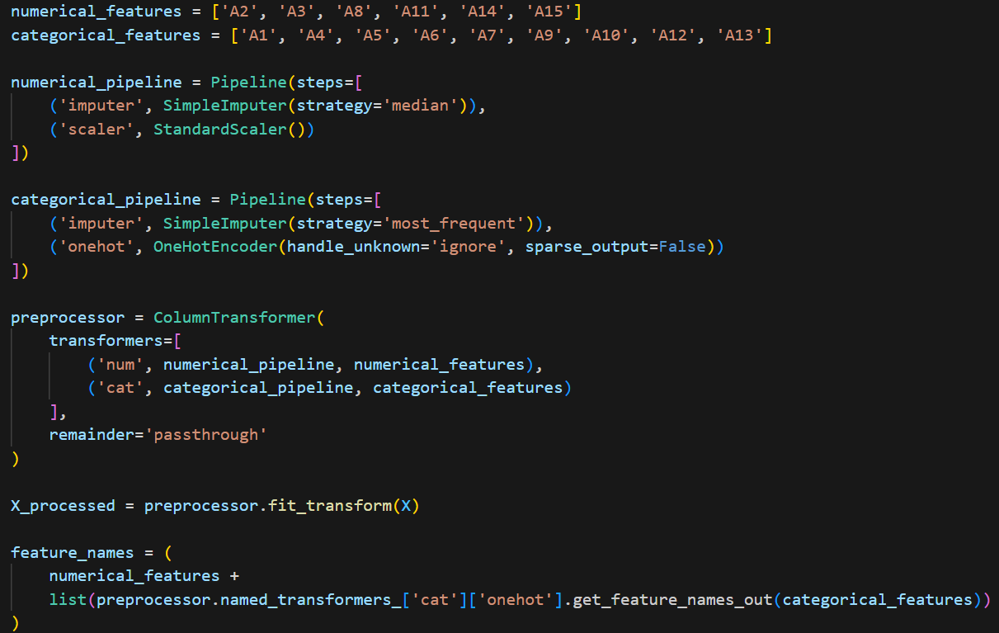 numerical_features = ['A2', 'A3', 'A8', 'A11', 'A14', 'A15']
categorical_features = ['A1', 'A4', 'A5', 'A6', 'A7', 'A9', 'A10', 'A12', 'A13']

numerical_pipeline = Pipeline(steps=[
    ('imputer', SimpleImputer(strategy='median')),
    ('scaler', StandardScaler())
])

categorical_pipeline = Pipeline(steps=[
    ('imputer', SimpleImputer(strategy='most_frequent')),
    ('onehot', OneHotEncoder(handle_unknown='ignore', sparse_output=False))
])

preprocessor = ColumnTransformer(
    transformers=[
        ('num', numerical_pipeline, numerical_features),
        ('cat', categorical_pipeline, categorical_features)
    ],
    remainder='passthrough'
)

X_processed = preprocessor.fit_transform(X)

feature_names = (
    numerical_features +
    list(preprocessor.named_transformers_['cat']['onehot'].get_feature_names_out(categorical_features))
)